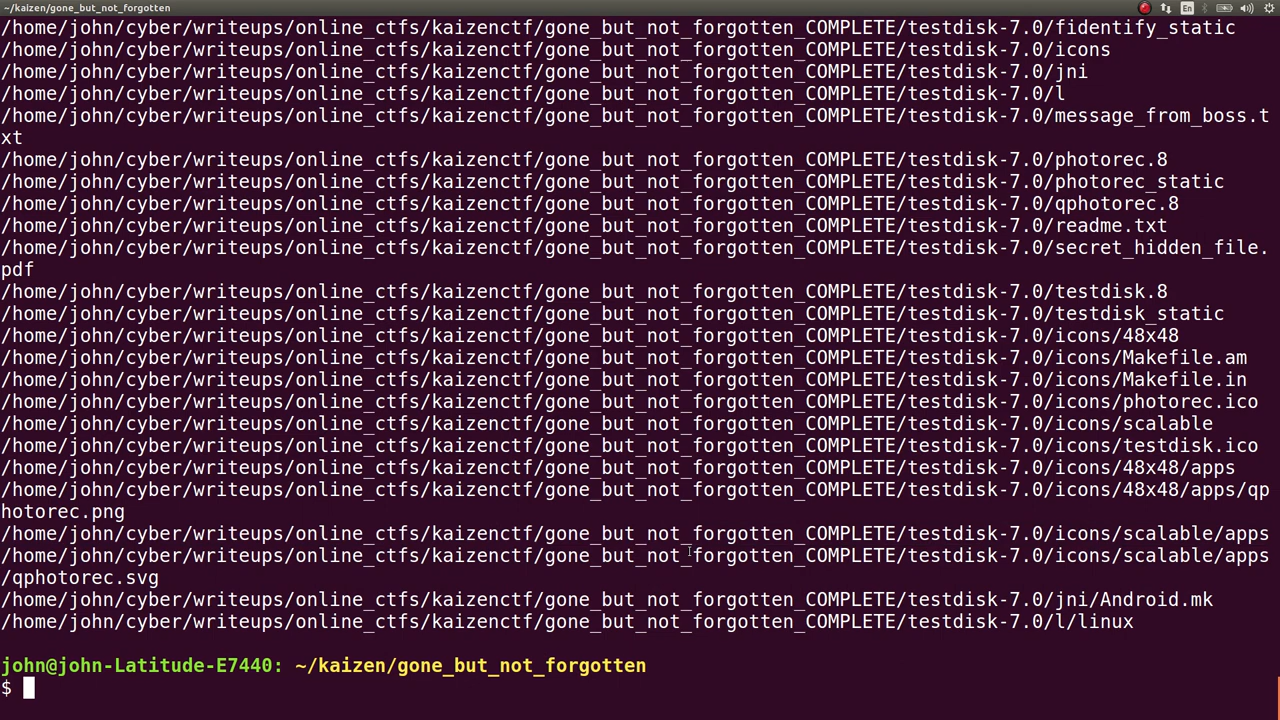 ~/kaizen/gone_but_not_forgotten
En
/home/john/cyber/writeups/online_ctfs/kaizenctf/gone_but_not_forgotten_COMPLETE/testdisk-7.0/fidentify_static
/home/john/cyber/writeups/online_ctfs/kaizenctf/gone_but_not_forgotten_COMPLETE/testdisk-7.0/icons
/home/john/cyber/writeups/online_ctfs/kaizenctf/gone_but_not_forgotten_COMPLETE/testdisk-7.0/jni
/home/john/cyber/writeups/online_ctfs/kaizenctf/gone_but_not_forgotten_COMPLETE/testdisk-7.0/l
/home/john/cyber/writeups/online_ctfs/kaizenctf/gone_but_not_forgotten_COMPLETE/testdisk-7.0/message_from_boss.t
xt
/home/john/cyber/writeups/online_ctfs/kaizenctf/gone_but_not_forgotten_COMPLETE/testdisk-7.0/photorec.8
/home/john/cyber/writeups/online_ctfs/kaizenctf/gone_but_not_forgotten_COMPLETE/testdisk-7.0/photorec_static
/home/john/cyber/writeups/online_ctfs/kaizenctf/gone_but_not_forgotten_COMPLETE/testdisk-7.0/qphotorec.8
/home/john/cyber/writeups/online_ctfs/kaizenctf/gone_but_not_forgotten_COMPLETE/testdisk-7.0/readme.txt
/home/john/cyber/writeups/online_ctfs/kaizenctf/gone_but_not_forgotten_COMPLETE/testdisk-7.0/secret_hidden_file.
pdf
/home/john/cyber/writeups/online_ctfs/kaizenctf/gone_but_not_forgotten_COMPLETE/testdisk-7.0/testdisk.8
/home/john/cyber/writeups/online_ctfs/kaizenctf/gone_but_not_forgotten_COMPLETE/testdisk-7.0/testdisk_static
/home/john/cyber/writeups/online_ctfs/kaizenctf/gone_but_not_forgotten_COMPLETE/testdisk-7.0/icons/48x48
/home/john/cyber/writeups/online_ctfs/kaizenctf/gone_but_not_forgotten_COMPLETE/testdisk-7.0/icons/Makefile.am
/home/john/cyber/writeups/online_ctfs/kaizenctf/gone_but_not_forgotten_COMPLETE/testdisk-7.0/icons/Makefile.in
/home/john/cyber/writeups/online_ctfs/kaizenctf/gone_but_not_forgotten_COMPLETE/testdisk-7.0/icons/photorec.ico
/home/john/cyber/writeups/online_ctfs/kaizenctf/gone_but_not_forgotten_COMPLETE/testdisk-7.0/icons/scalable
/home/john/cyber/writeups/online_ctfs/kaizenctf/gone_but_not_forgotten_COMPLETE/testdisk-7.0/icons/testdisk.ico
/home/john/cyber/writeups/online_ctfs/kaizenctf/gone_but_not_forgotten_COMPLETE/testdisk-7.0/icons/48x48/apps
/home/john/cyber/writeups/online_ctfs/kaizenctf/gone_but_not_forgotten_COMPLETE/testdisk-7.0/icons/48x48/apps/qp
hotorec.png
/home/john/cyber/writeups/online_ctfs/kaizenctf/gone_but_not_forgotten_COMPLETE/testdisk-7.0/icons/scalable/apps
/home/john/cyber/writeups/online_ctfs/kaizenctf/gone_but_not_forgotten_COMPLETE/testdisk-7.0/icons/scalable/apps
/qphotorec.svg
/home/john/cyber/writeups/online_ctfs/kaizenctf/gone_but_not_forgotten_COMPLETE/testdisk-7.0/jni/Android.mk
/home/john/cyber/writeups/online_ctfs/kaizenctf/gone_but_not_forgotten_COMPLETE/testdisk-7.0/l/linux
john@john-Latitude-E7440: ~/kaizen/gone_but_not_forgotten
$